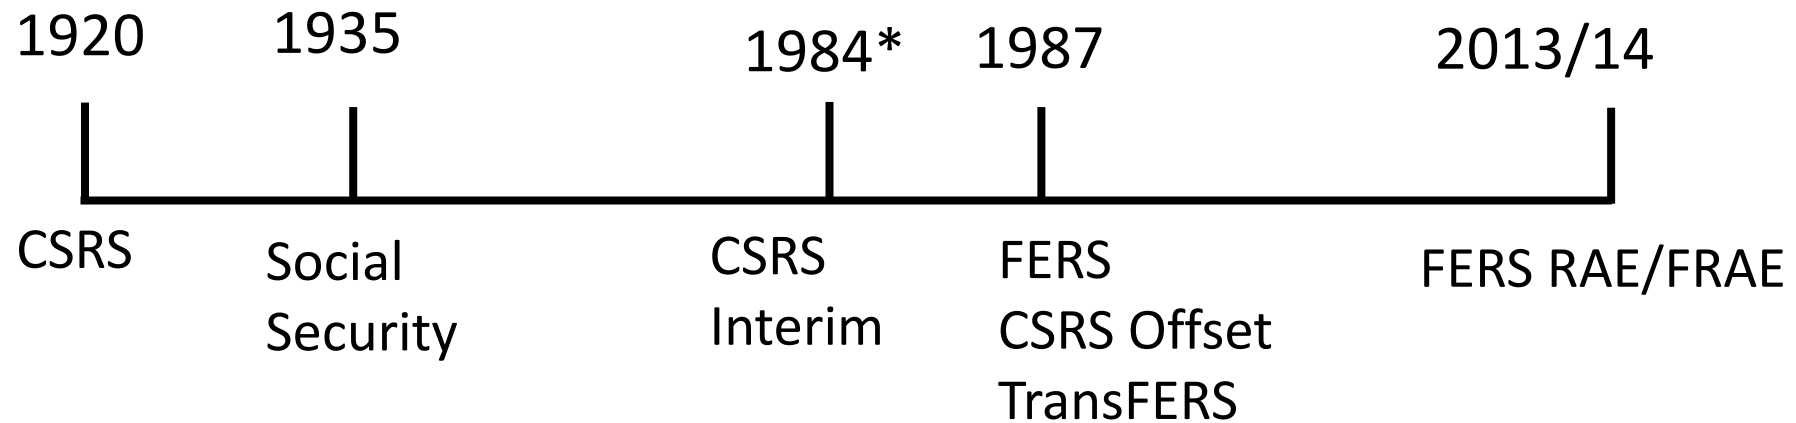 1920
1935
1984*
1987
2013/14
CSRS
Social
Security
CSRS
Interim
FERS
CSRS Offset
TransFERS
FERS RAE/FRAE